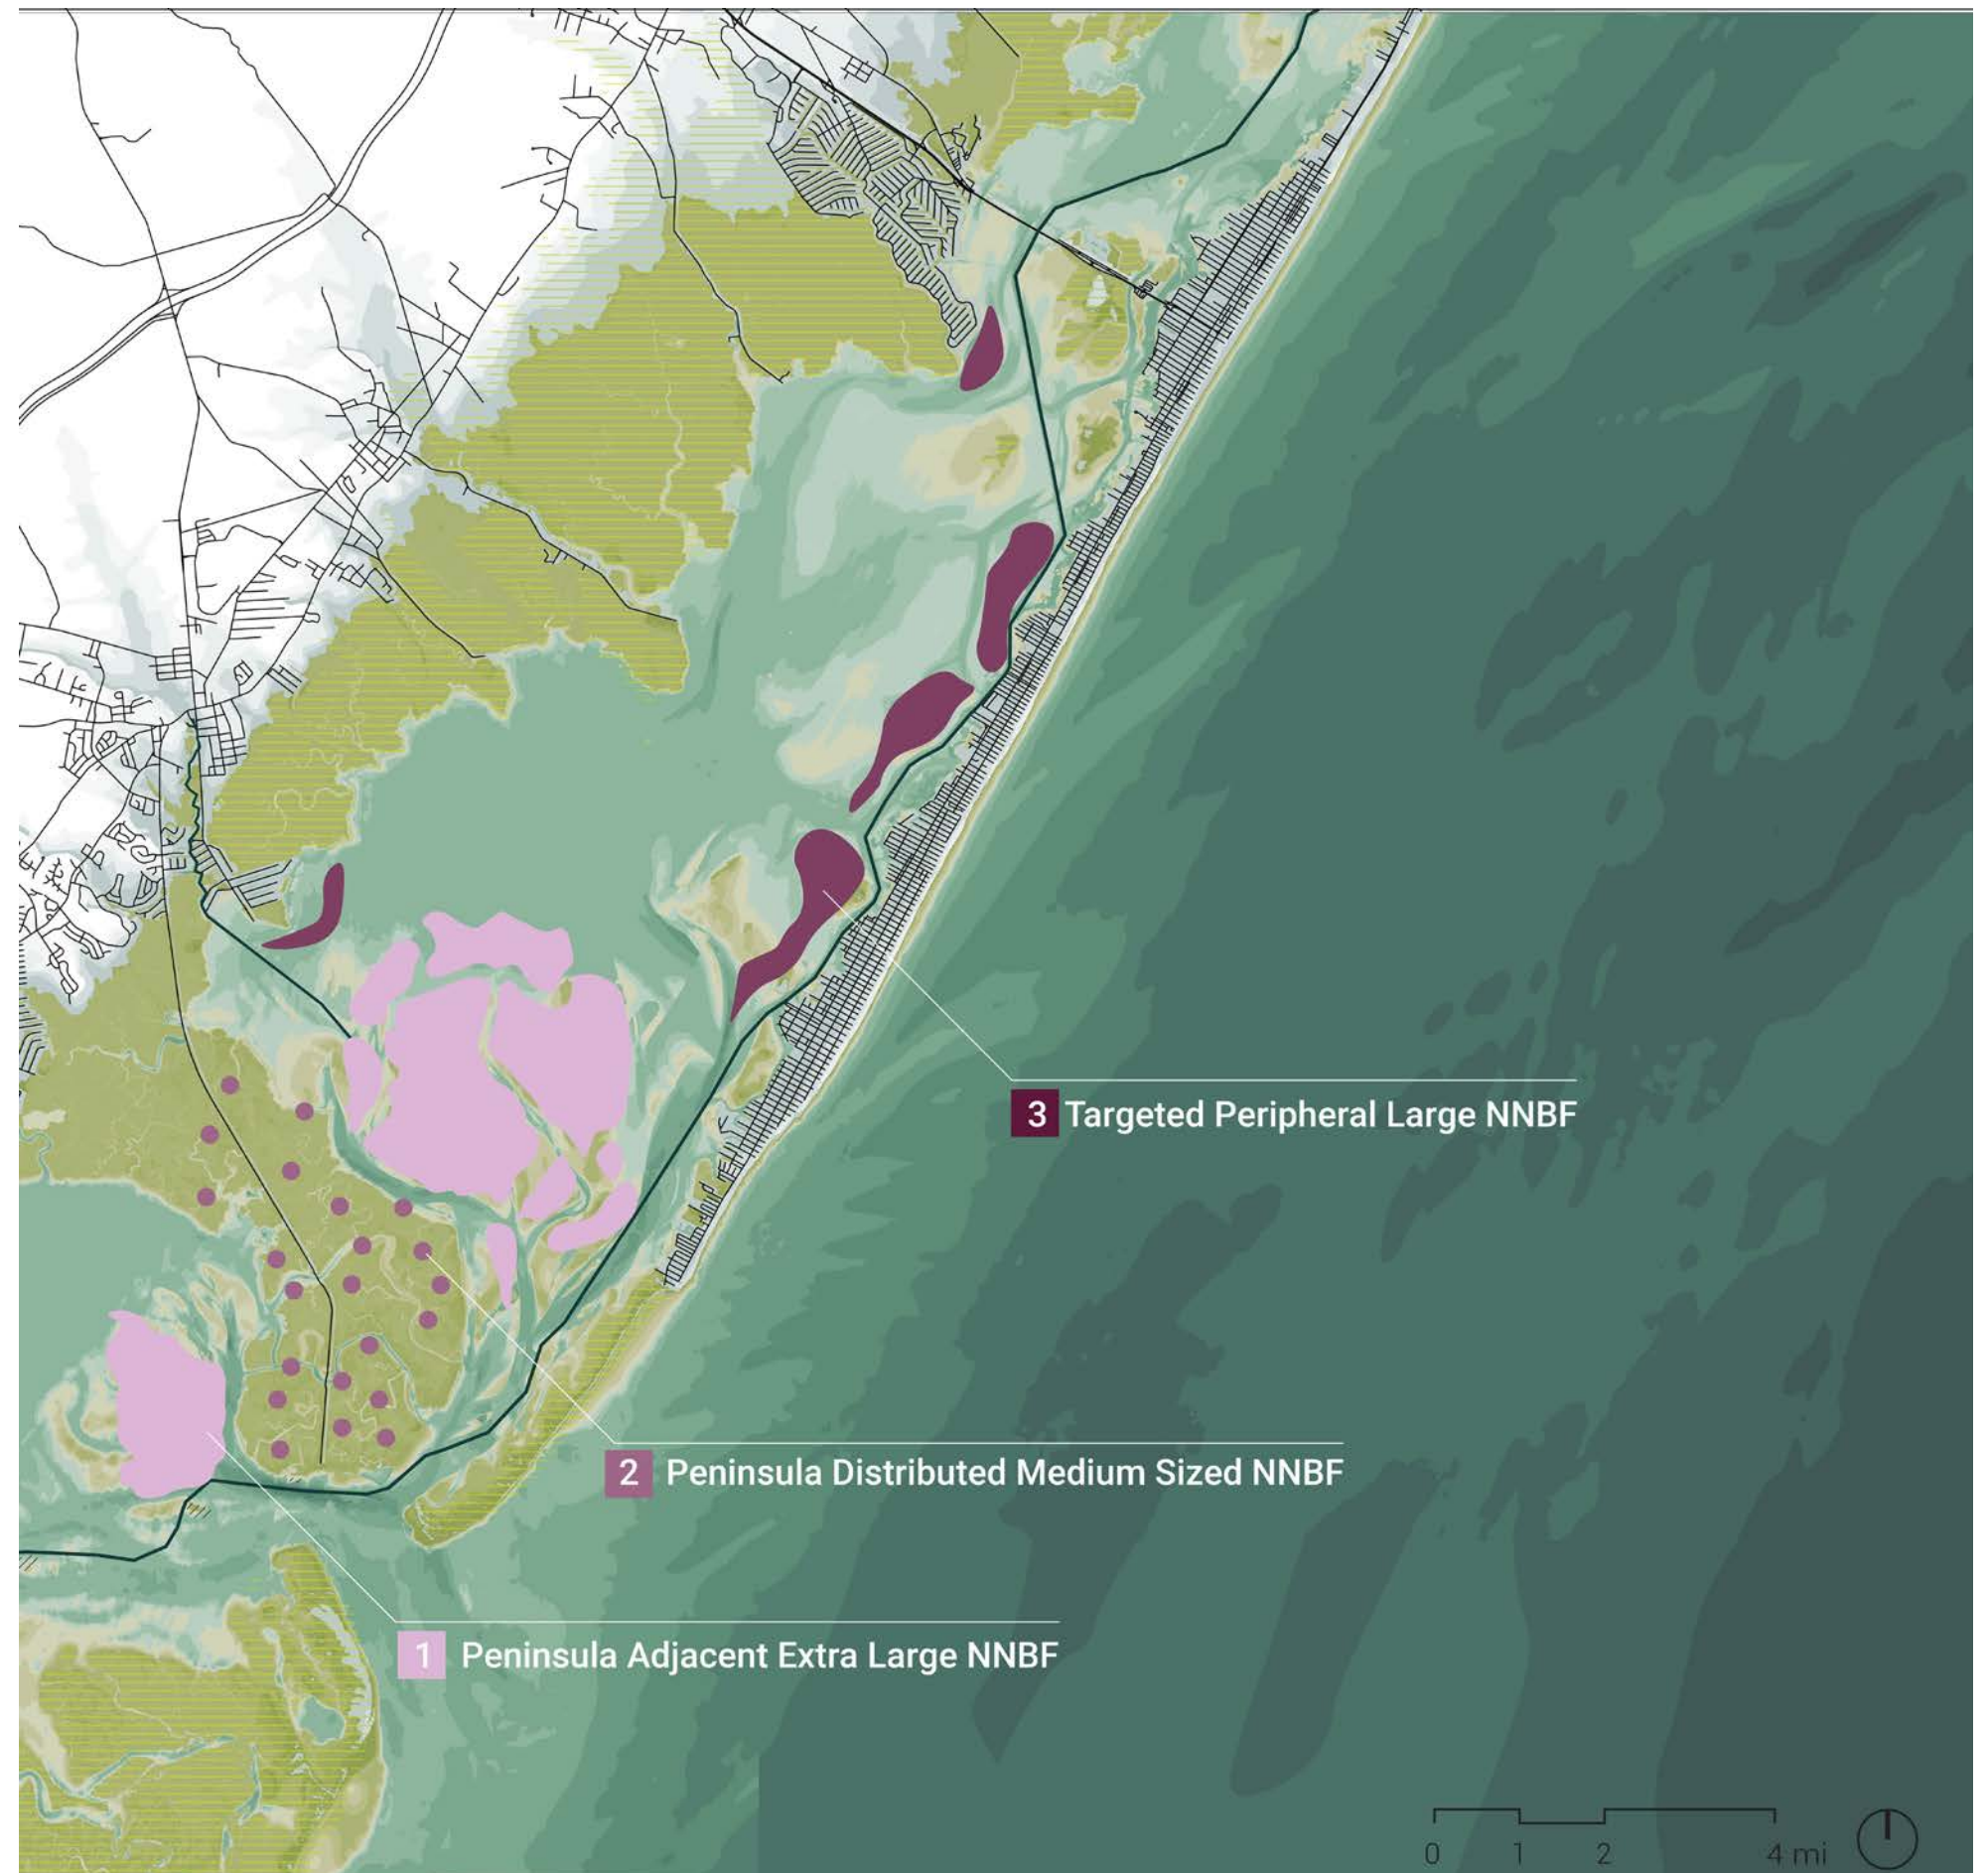 3 Targeted Peripheral Large NNBF
2 Peninsula Distributed Medium Sized NNBF
1 Peninsula Adjacent Extra Large NNBF
0 1 2 4 mi